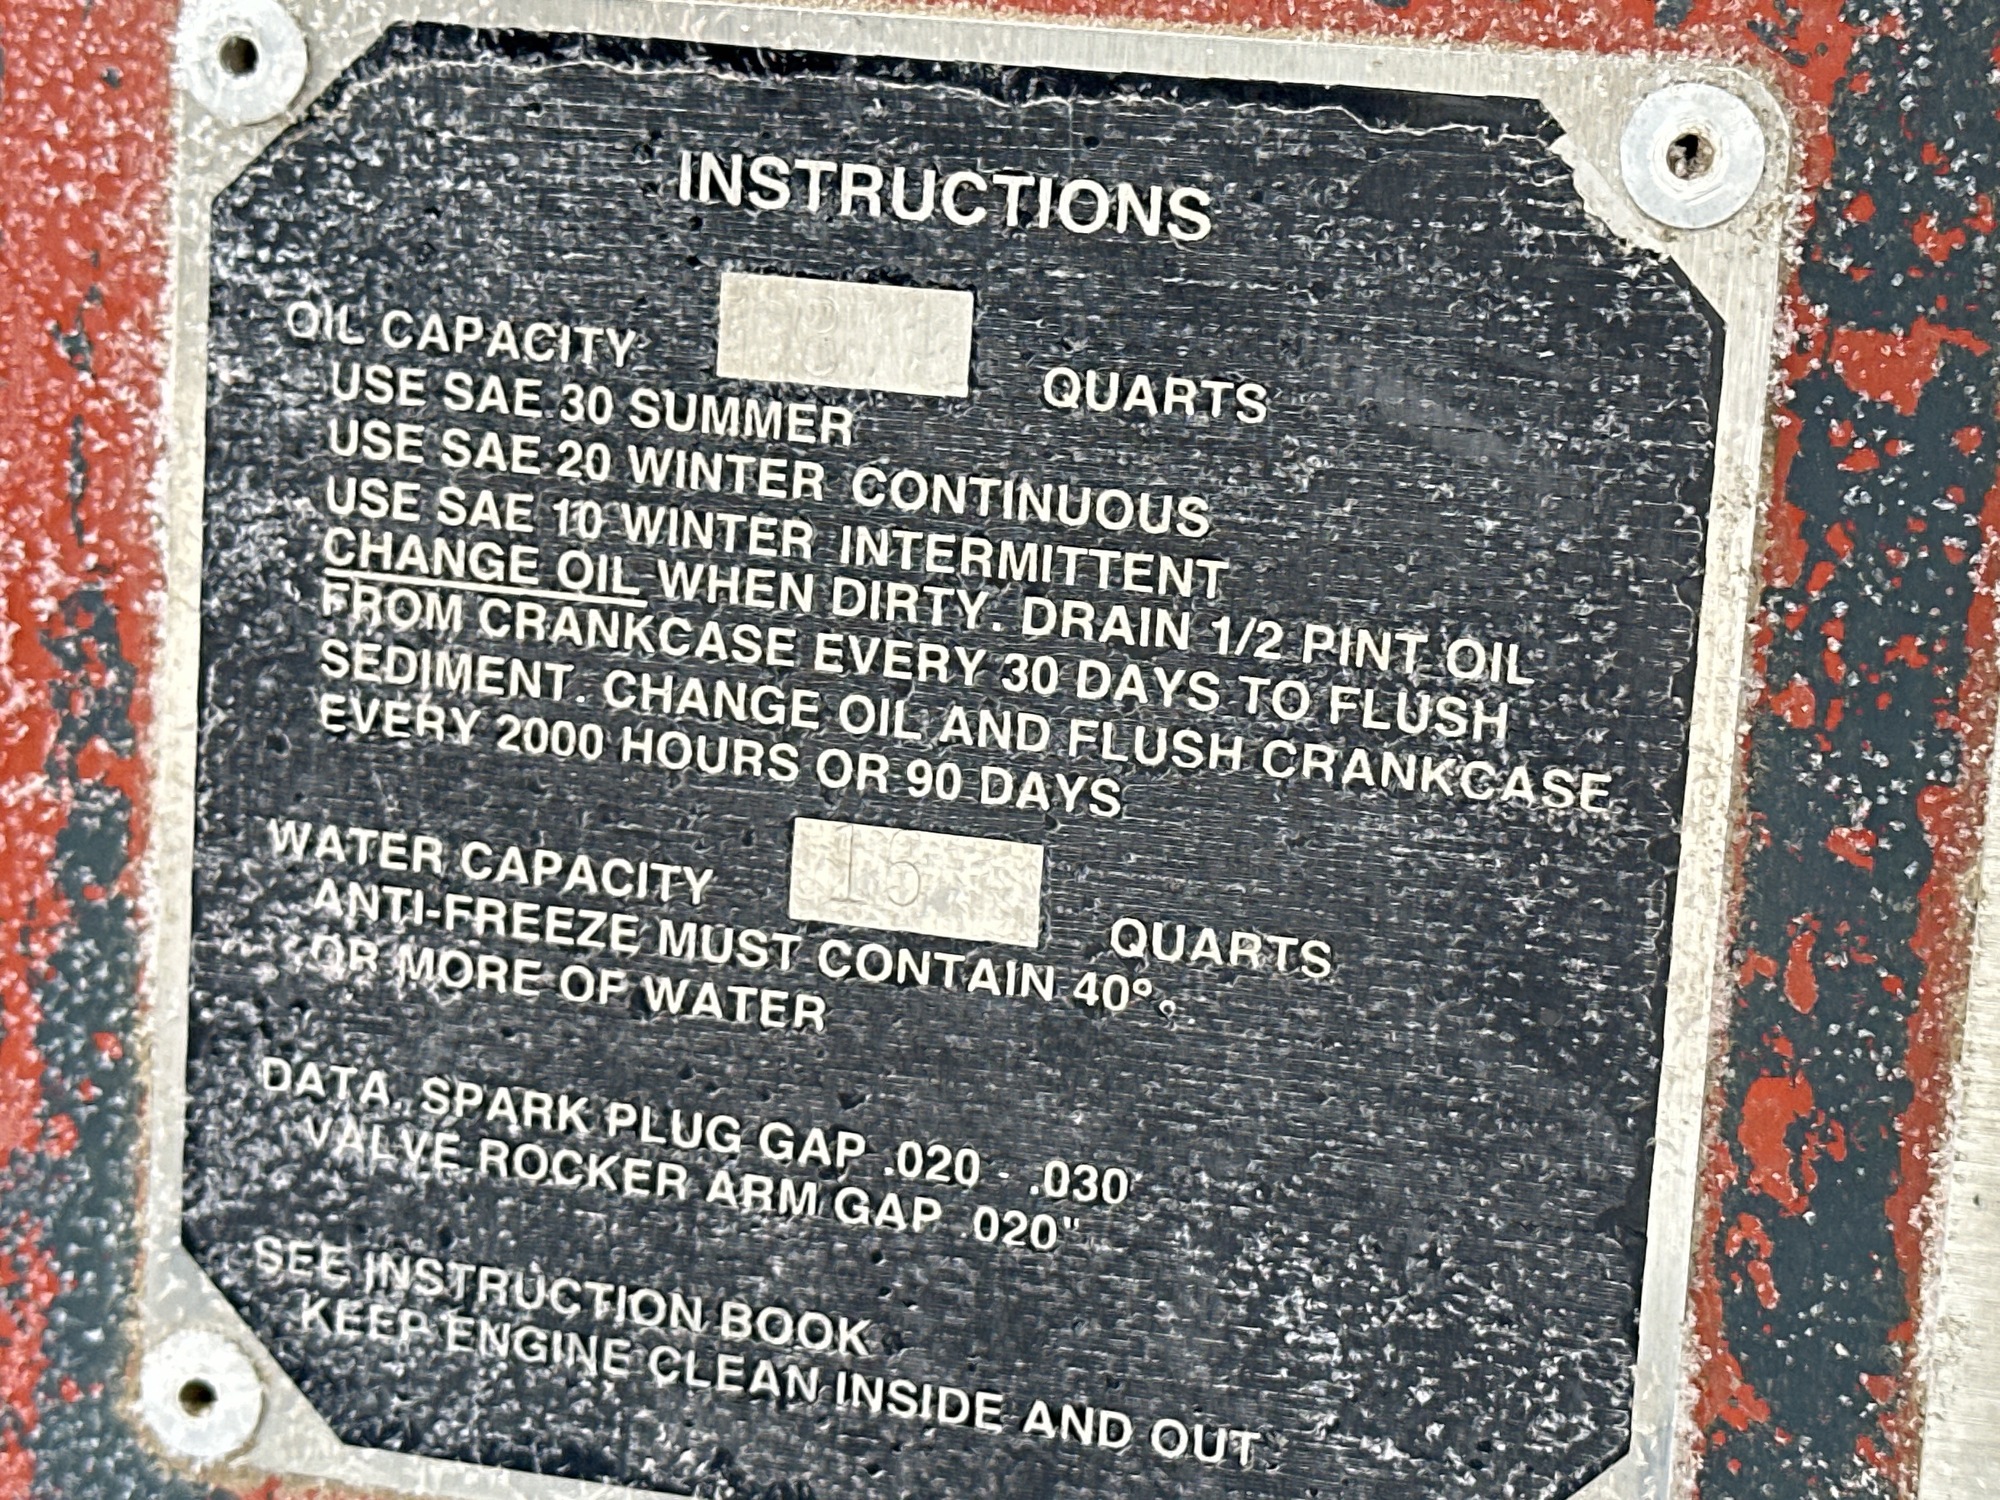 INSTRUCTIONS
OIL CAPACITY 8 QUARTS
USE SAE 30 SUMMER
USE SAE 20 WINTER CONTINUOUS
USE SAE 10 WINTER INTERMITTENT
CHANGE OIL WHEN DIRTY. DRAIN 1/2 PINT OIL
FROM CRANKCASE EVERY 30 DAYS TO FLUSH
SEDIMENT. CHANGE OIL AND FLUSH CRANKCASE
EVERY 2000 HOURS OR 90 DAYS
WATER CAPACITY 15 QUARTS
ANTI-FREEZE MUST CONTAIN 40%
OR MORE OF WATER
DATA. SPARK PLUG GAP .020 - .030
VALVE ROCKER ARM GAP .020"
SEE INSTRUCTION BOOK
KEEP ENGINE CLEAN INSIDE AND OUT